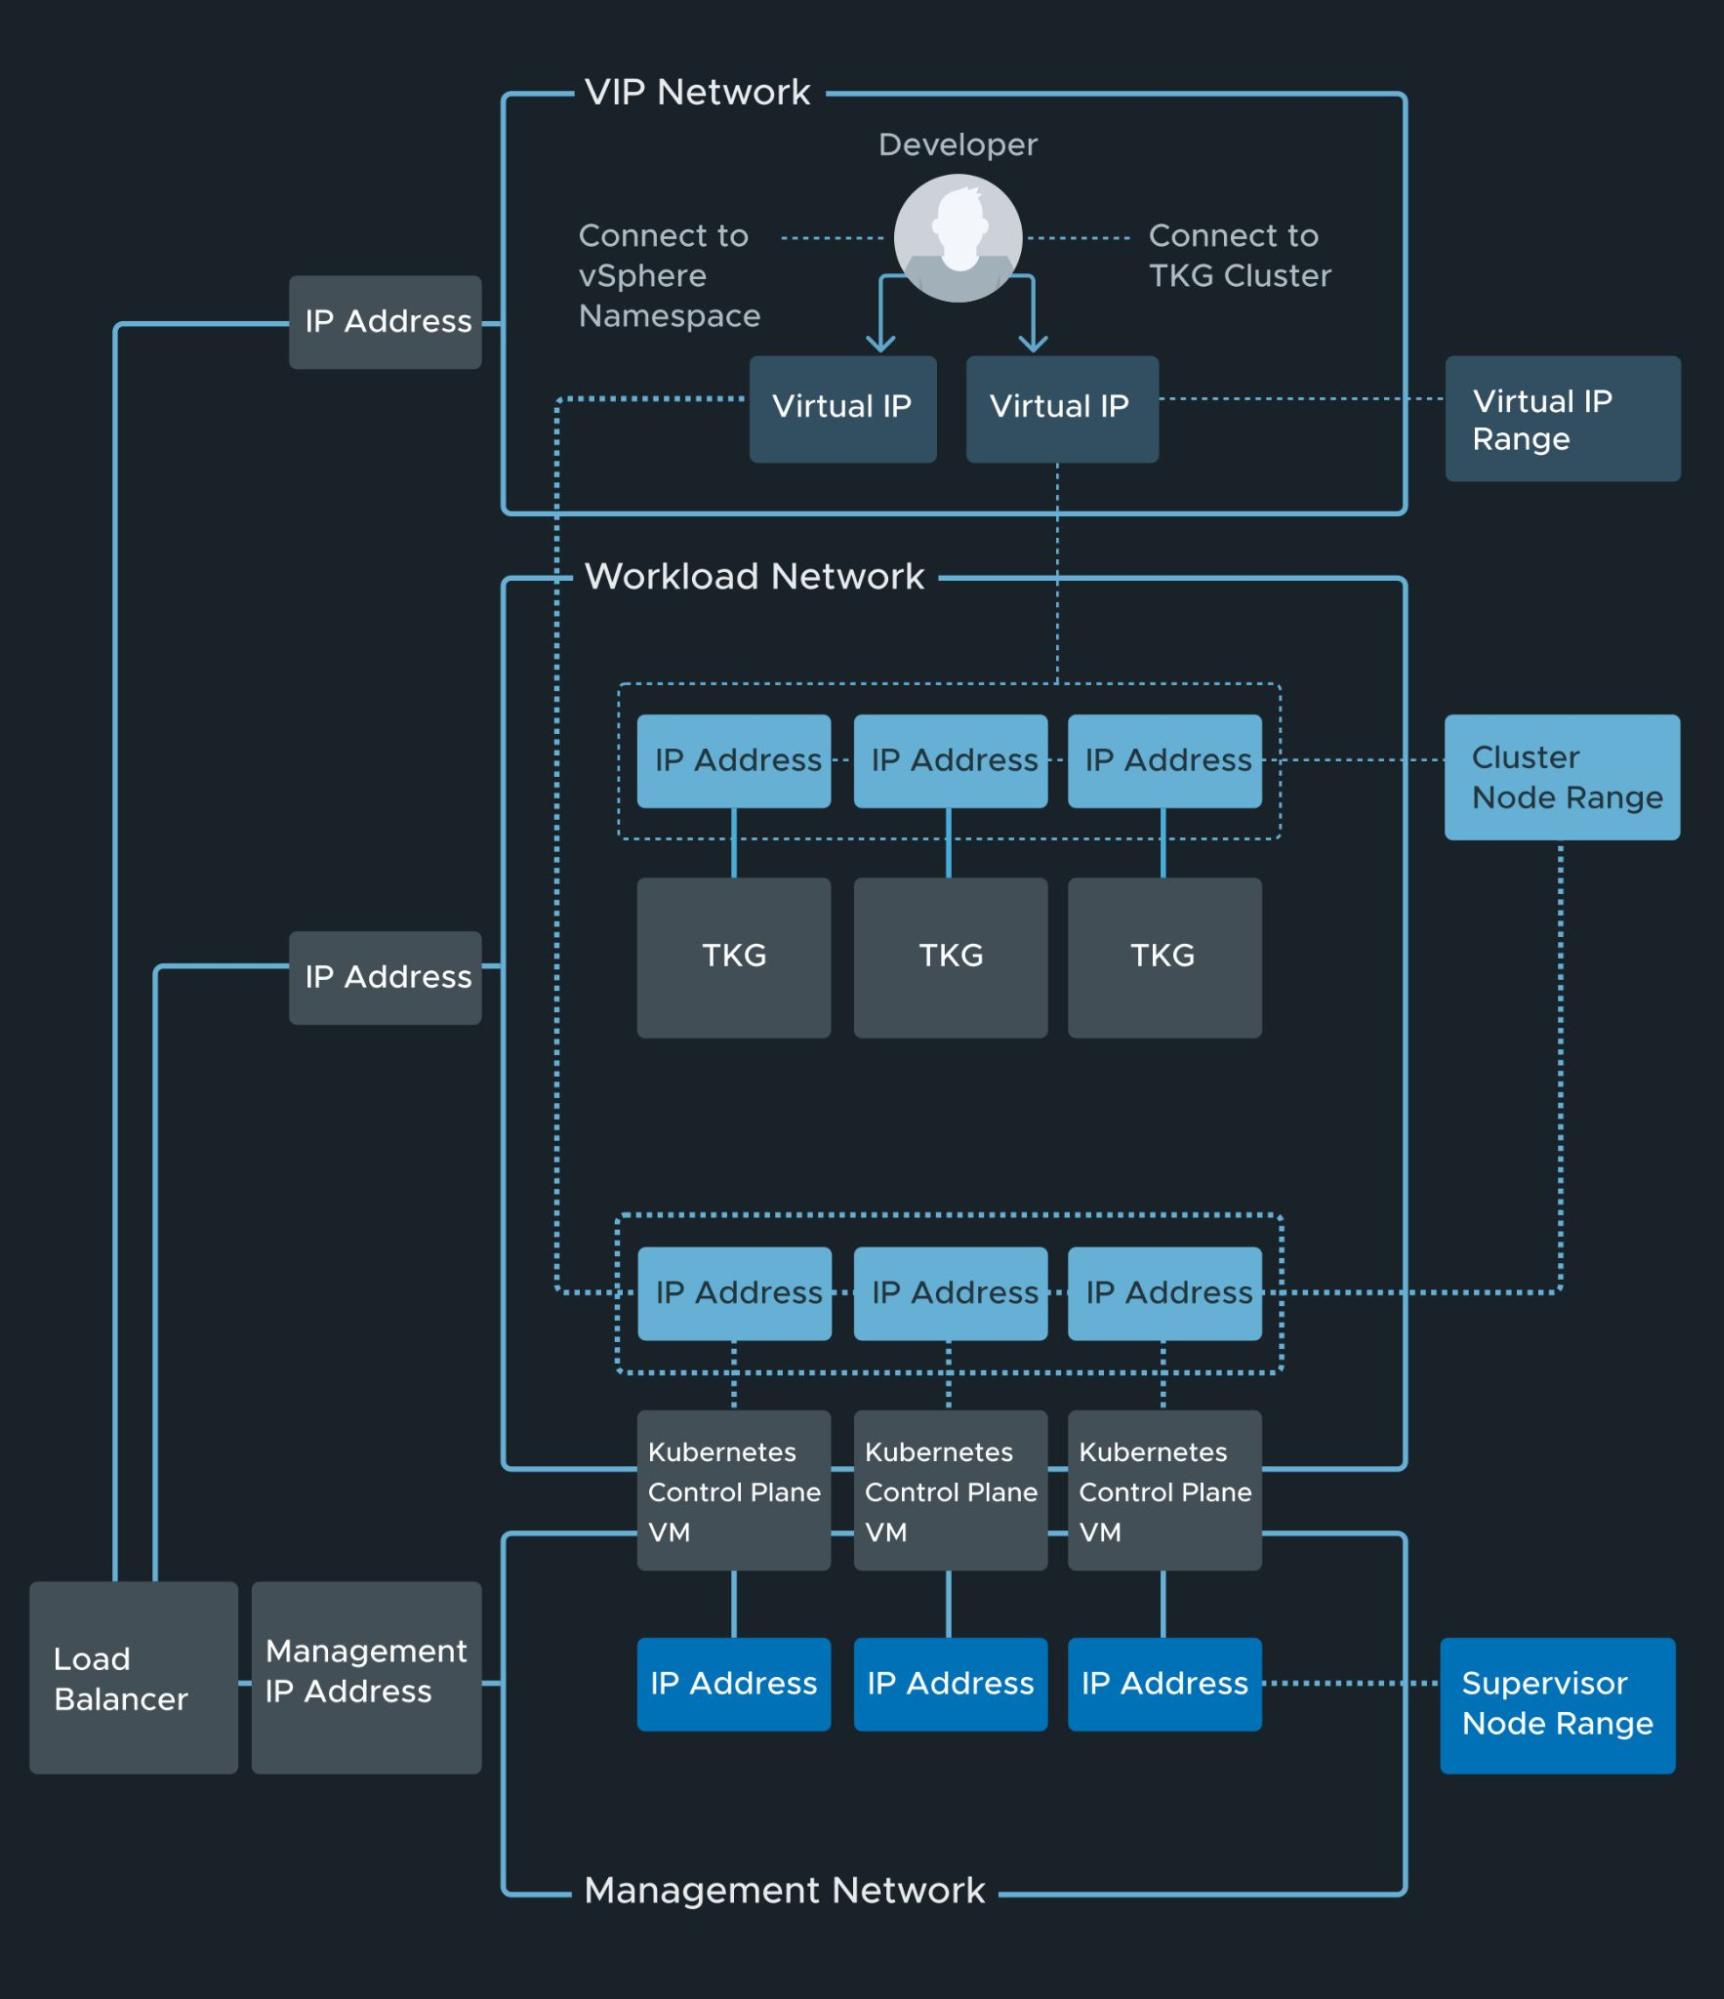 VIP Network
Developer
Connect to
vSphere
Namespace
Connect to
TKG Cluster
IP Address
Virtual IP
Virtual IP
Virtual IP
Range
Workload Network
IP Address
IP Address
IP Address
Cluster
Node Range
TKG
TKG
TKG
IP Address
IP Address
IP Address
IP Address
Kubernetes
Control Plane
VM
Kubernetes
Control Plane
VM
Kubernetes
Control Plane
VM
Load
Balancer
Management
IP Address
IP Address
IP Address
IP Address
Supervisor
Node Range
Management Network